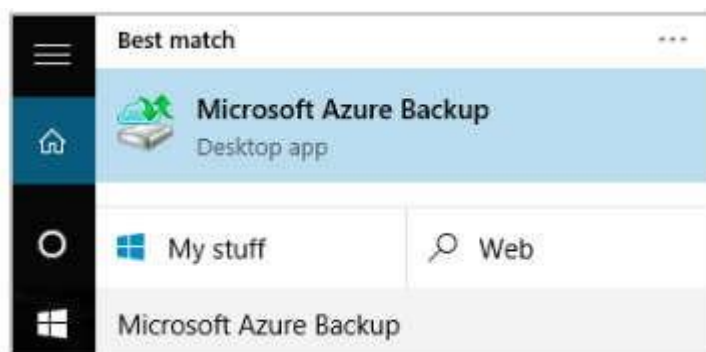 Best match
Microsoft Azure Backup
Desktop app
My stuff
Web
Microsoft Azure Backup